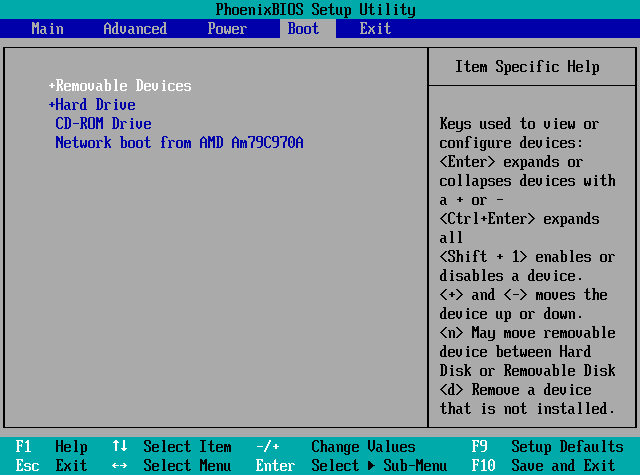 PhoenixBIOS Setup Utility
Main Advanced Power Boot Exit
Item Specific Help
+Removable Devices
+Hard Drive
CD-ROM Drive
Network boot from AMD Am79C970A
Keys used to view or
configure devices:
<Enter> expands or
collapses devices with
a + or -
<Ctrl+Enter> expands
all
<Shift + 1> enables or
disables a device.
<+> and <-> moves the
device up or down.
<n> May move removable
device between Hard
Disk or Removable Disk
<d> Remove a device
that is not installed.
F1 Help ↑↓ Select Item -/+ Change Values F9 Setup Defaults
Esc Exit ↔ Select Menu Enter Select ▶ Sub-Menu F10 Save and Exit